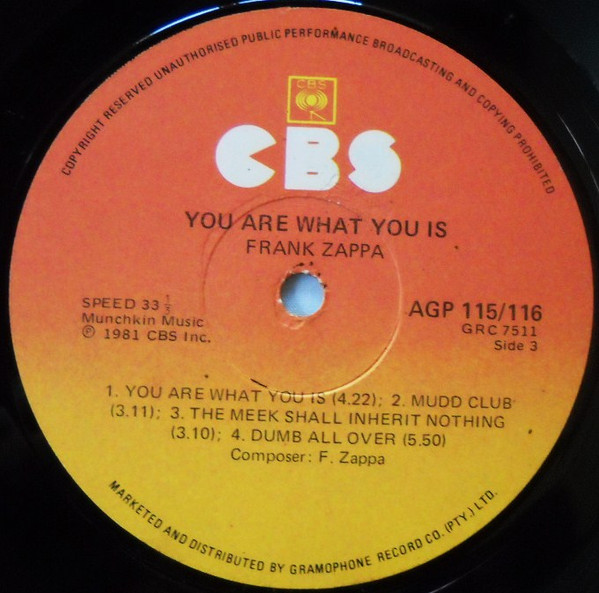 COPYRIGHT RESERVED UNAUTHORISED PUBLIC PERFORMANCE BROADCASTING AND COPYING PROHIBITED
CBS
CBS
YOU ARE WHAT YOU IS
FRANK ZAPPA
SPEED 33 1/3
Munchkin Music
℗ 1981 CBS Inc.
AGP 115/116
GRC 7511
Side 3
1. YOU ARE WHAT YOU IS (4.22); 2. MUDD CLUB
(3.11); 3. THE MEEK SHALL INHERIT NOTHING
(3.10); 4. DUMB ALL OVER (5.50)
Composer: F. Zappa
MARKETED AND DISTRIBUTED BY GRAMOPHONE RECORD CO. (PTY.) LTD.